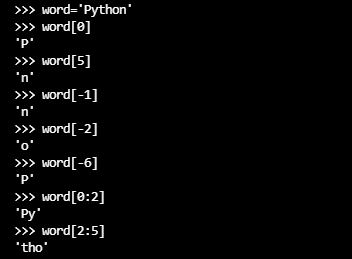 >>> word='Python'
>>> word[0]
'P'
>>> word[5]
'n'
>>> word[-1]
'n'
>>> word[-2]
'o'
>>> word[-6]
'P'
>>> word[0:2]
'Py'
>>> word[2:5]
'tho'